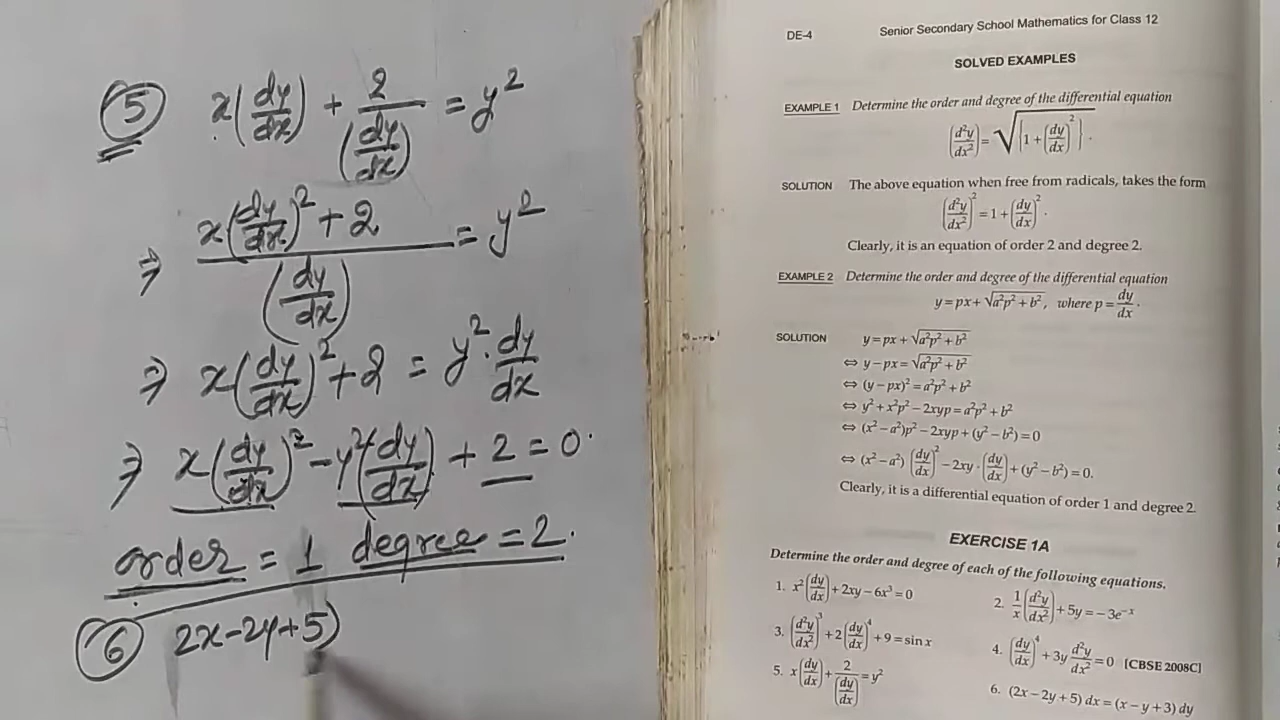 ⑤ x(dy/dx) + 2/(dy/dx) = y²
⇒ (x(dy/dx)² + 2)/(dy/dx) = y²
⇒ x(dy/dx)² + 2 = y² · dy/dx
⇒ x(dy/dx)² - y²(dy/dx) + 2 = 0.
order = 1 degree = 2.
⑥ 2x-2y+5)
DE-4 Senior Secondary School Mathematics for Class 12
SOLVED EXAMPLES
EXAMPLE 1 Determine the order and degree of the differential equation
(d²y/dx²) = √{1 + (dy/dx)²}.
SOLUTION The above equation when free from radicals, takes the form
(d²y/dx²)² = 1 + (dy/dx)².
Clearly, it is an equation of order 2 and degree 2.
EXAMPLE 2 Determine the order and degree of the differential equation
y = px + √(a²p² + b²), where p = dy/dx.
SOLUTION y = px + √(a²p² + b²)
⇔ y - px = √(a²p² + b²)
⇔ (y - px)² = a²p² + b²
⇔ y² + x²p² - 2xyp = a²p² + b²
⇔ (x² - a²)p² - 2xyp + (y² - b²) = 0
⇔ (x² - a²) (dy/dx)² - 2xy · (dy/dx) + (y² - b²) = 0.
Clearly, it is a differential equation of order 1 and degree 2.
EXERCISE 1A
Determine the order and degree of each of the following equations.
1. x²(dy/dx) + 2xy - 6x³ = 0
2. 1/x (d²y/dx²) + 5y = -3e⁻ˣ
3. (d²y/dx²)³ + 2(dy/dx)⁴ + 9 = sin x
4. (dy/dx)⁴ + 3y d²y/dx² = 0 [CBSE 2008C]
5. x(dy/dx) + 2/(dy/dx) = y²
6. (2x - 2y + 5) dx = (x - y + 3) dy